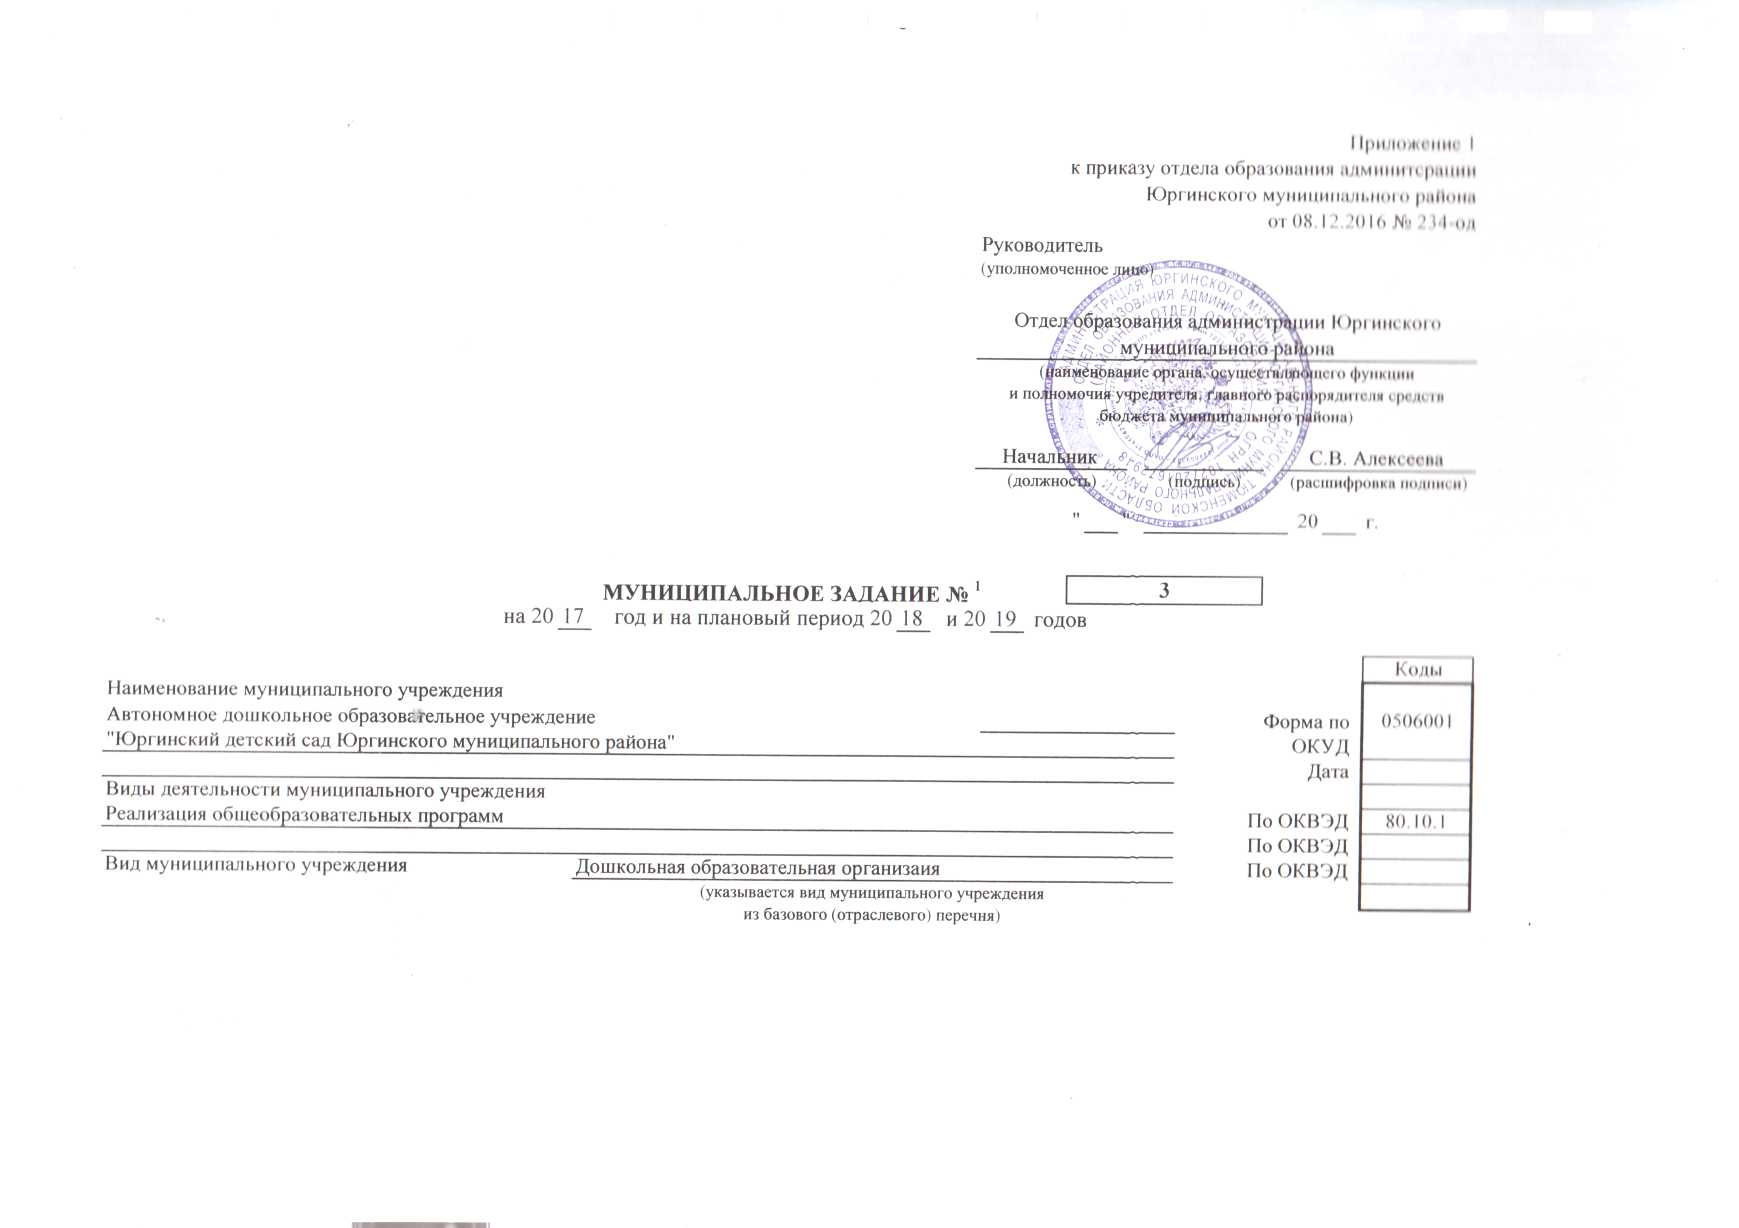 Приложение 1
к приказу отдела образования админитсрации
Юргинского муниципального района
от 08.12.2016 № 234-од
Руководитель
(уполномоченное лицо)
Отдел образования администрации Юргинского
муниципального района
(наименование органа, осуществляющего функции
и полномочия учредителя, главного распорядителя средств
бюджета муниципального района)
Начальник С.В. Алексеева
(должность) (подпись) (расшифровка подписи)
" ___ " ____________ 20 ___ г.
МУНИЦИПАЛЬНОЕ ЗАДАНИЕ № ¹ 3
на 20 17 год и на плановый период 20 18 и 20 19 годов
Коды
Наименование муниципального учреждения
Автономное дошкольное образовательное учреждение
"Юргинский детский сад Юргинского муниципального района"
Форма по 0506001
ОКУД
Дата
Виды деятельности муниципального учреждения
Реализация общеобразовательных программ
По ОКВЭД 80.10.1
По ОКВЭД
Вид муниципального учреждения Дошкольная образовательная организаия
По ОКВЭД
(указывается вид муниципального учреждения
из базового (отраслевого) перечня)